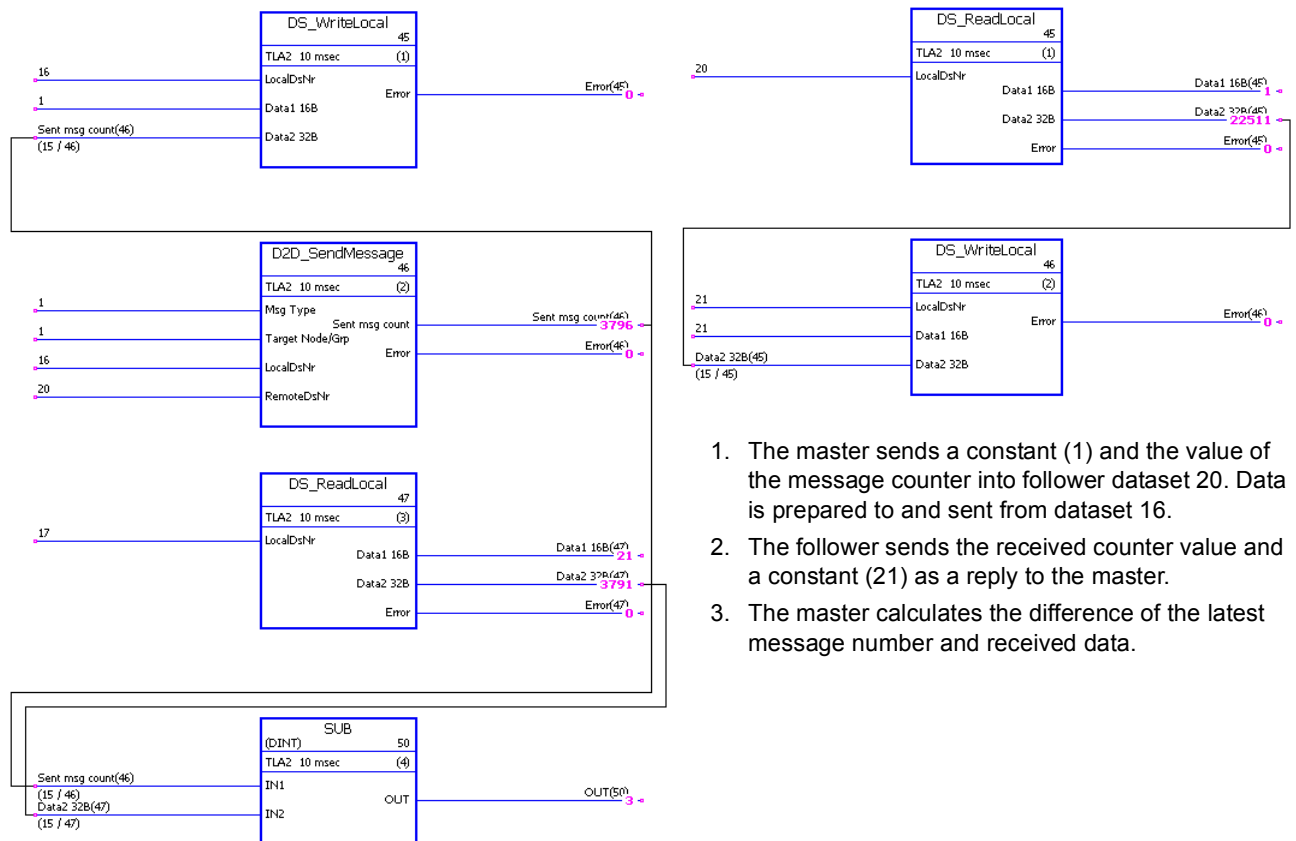 DS_WriteLocal
45
TLA2 10 msec (1)
16
LocalDsNr
Error
Error(45)
0
1
Data1 16B
Sent msg count(46)
Data2 32B
(15 / 46)
D2D_SendMessage
46
TLA2 10 msec (2)
1
Msg Type
Sent msg count
Sent msg count(46)
3796
1
Target Node/Grp
Error
Error(46)
0
16
LocalDsNr
20
RemoteDsNr
DS_ReadLocal
47
TLA2 10 msec (3)
17
LocalDsNr
Data1 16B
Data1 16B(47)
21
Data2 32B
Data2 32B(47)
3791
Error
Error(47)
0
SUB
(DINT) 50
TLA2 10 msec (4)
Sent msg count(46)
IN1
(15 / 46)
OUT
OUT(50)
3
Data2 32B(47)
IN2
(15 / 47)
DS_ReadLocal
45
TLA2 10 msec (1)
20
LocalDsNr
Data1 16B
Data1 16B(45)
1
Data2 32B
Data2 32B(45)
22511
Error
Error(45)
0
DS_WriteLocal
46
TLA2 10 msec (2)
21
LocalDsNr
Error
Error(46)
0
21
Data1 16B
Data2 32B(45)
Data2 32B
(15 / 45)
1. The master sends a constant (1) and the value of
the message counter into follower dataset 20. Data
is prepared to and sent from dataset 16.
2. The follower sends the received counter value and
a constant (21) as a reply to the master.
3. The master calculates the difference of the latest
message number and received data.